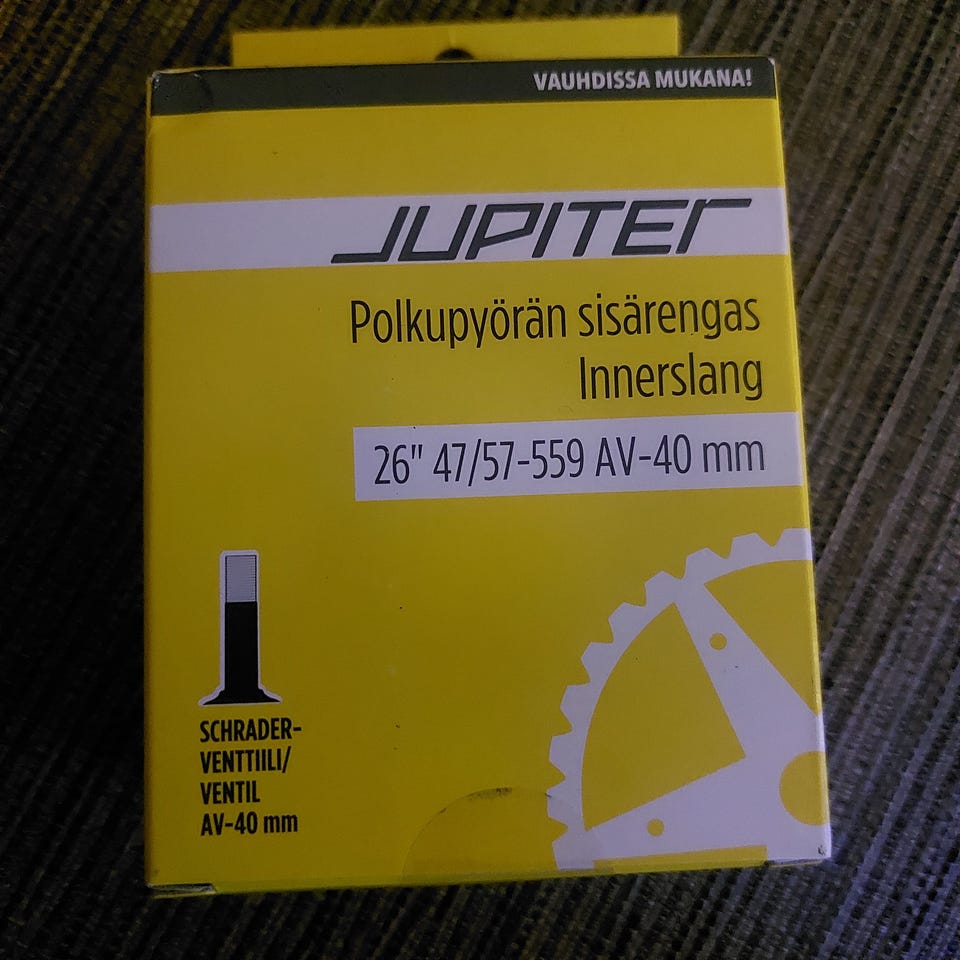 VAUHDISSA MUKANA!
JUPITER
Polkupyörän sisärengas
Innerslang
26" 47/57-559 AV-40 mm
SCHRADER-
VENTTIILI/
VENTIL
AV-40 mm